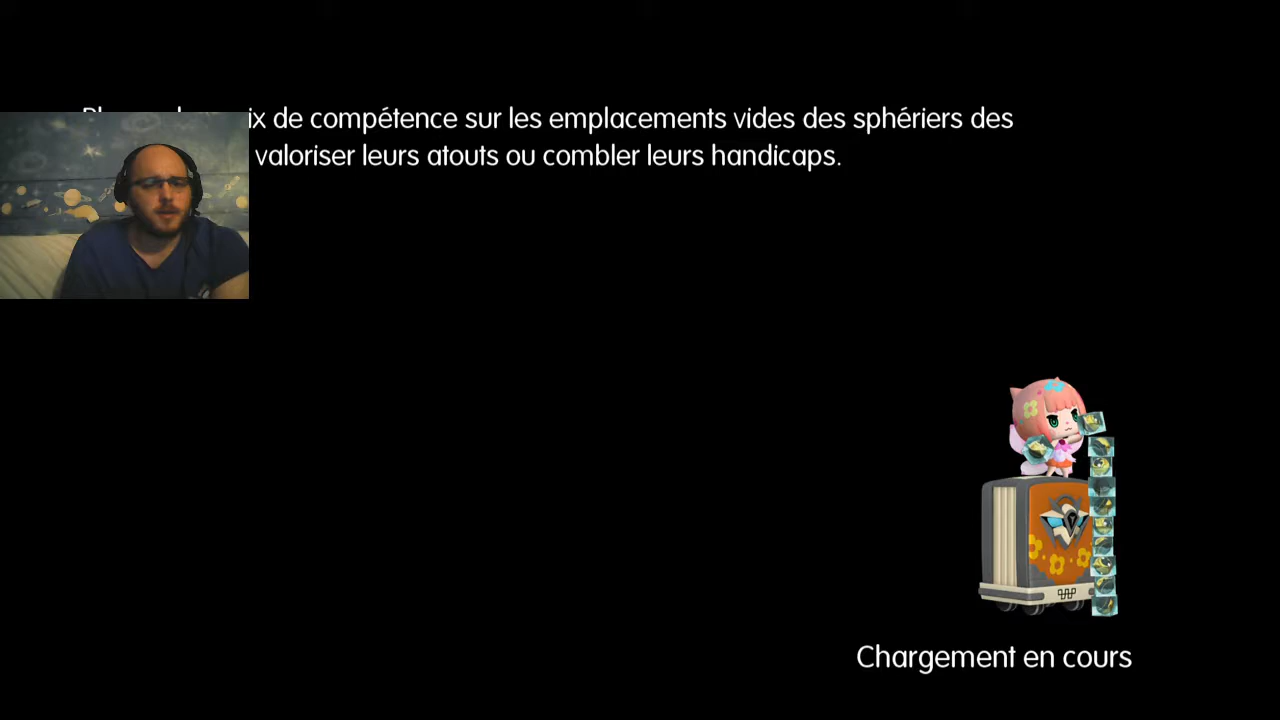 de compétence sur les emplacements vides des sphériers des
valoriser leurs atouts ou combler leurs handicaps.
Chargement en cours